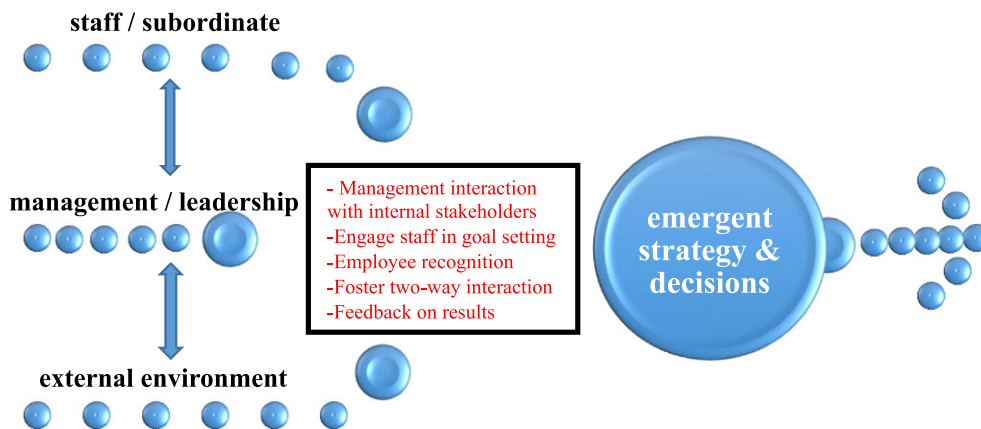 staff / subordinate
management / leadership
- Management interaction
with internal stakeholders
-Engage staff in goal setting
-Employee recognition
-Foster two-way interaction
-Feedback on results
emergent
strategy &
decisions
external environment